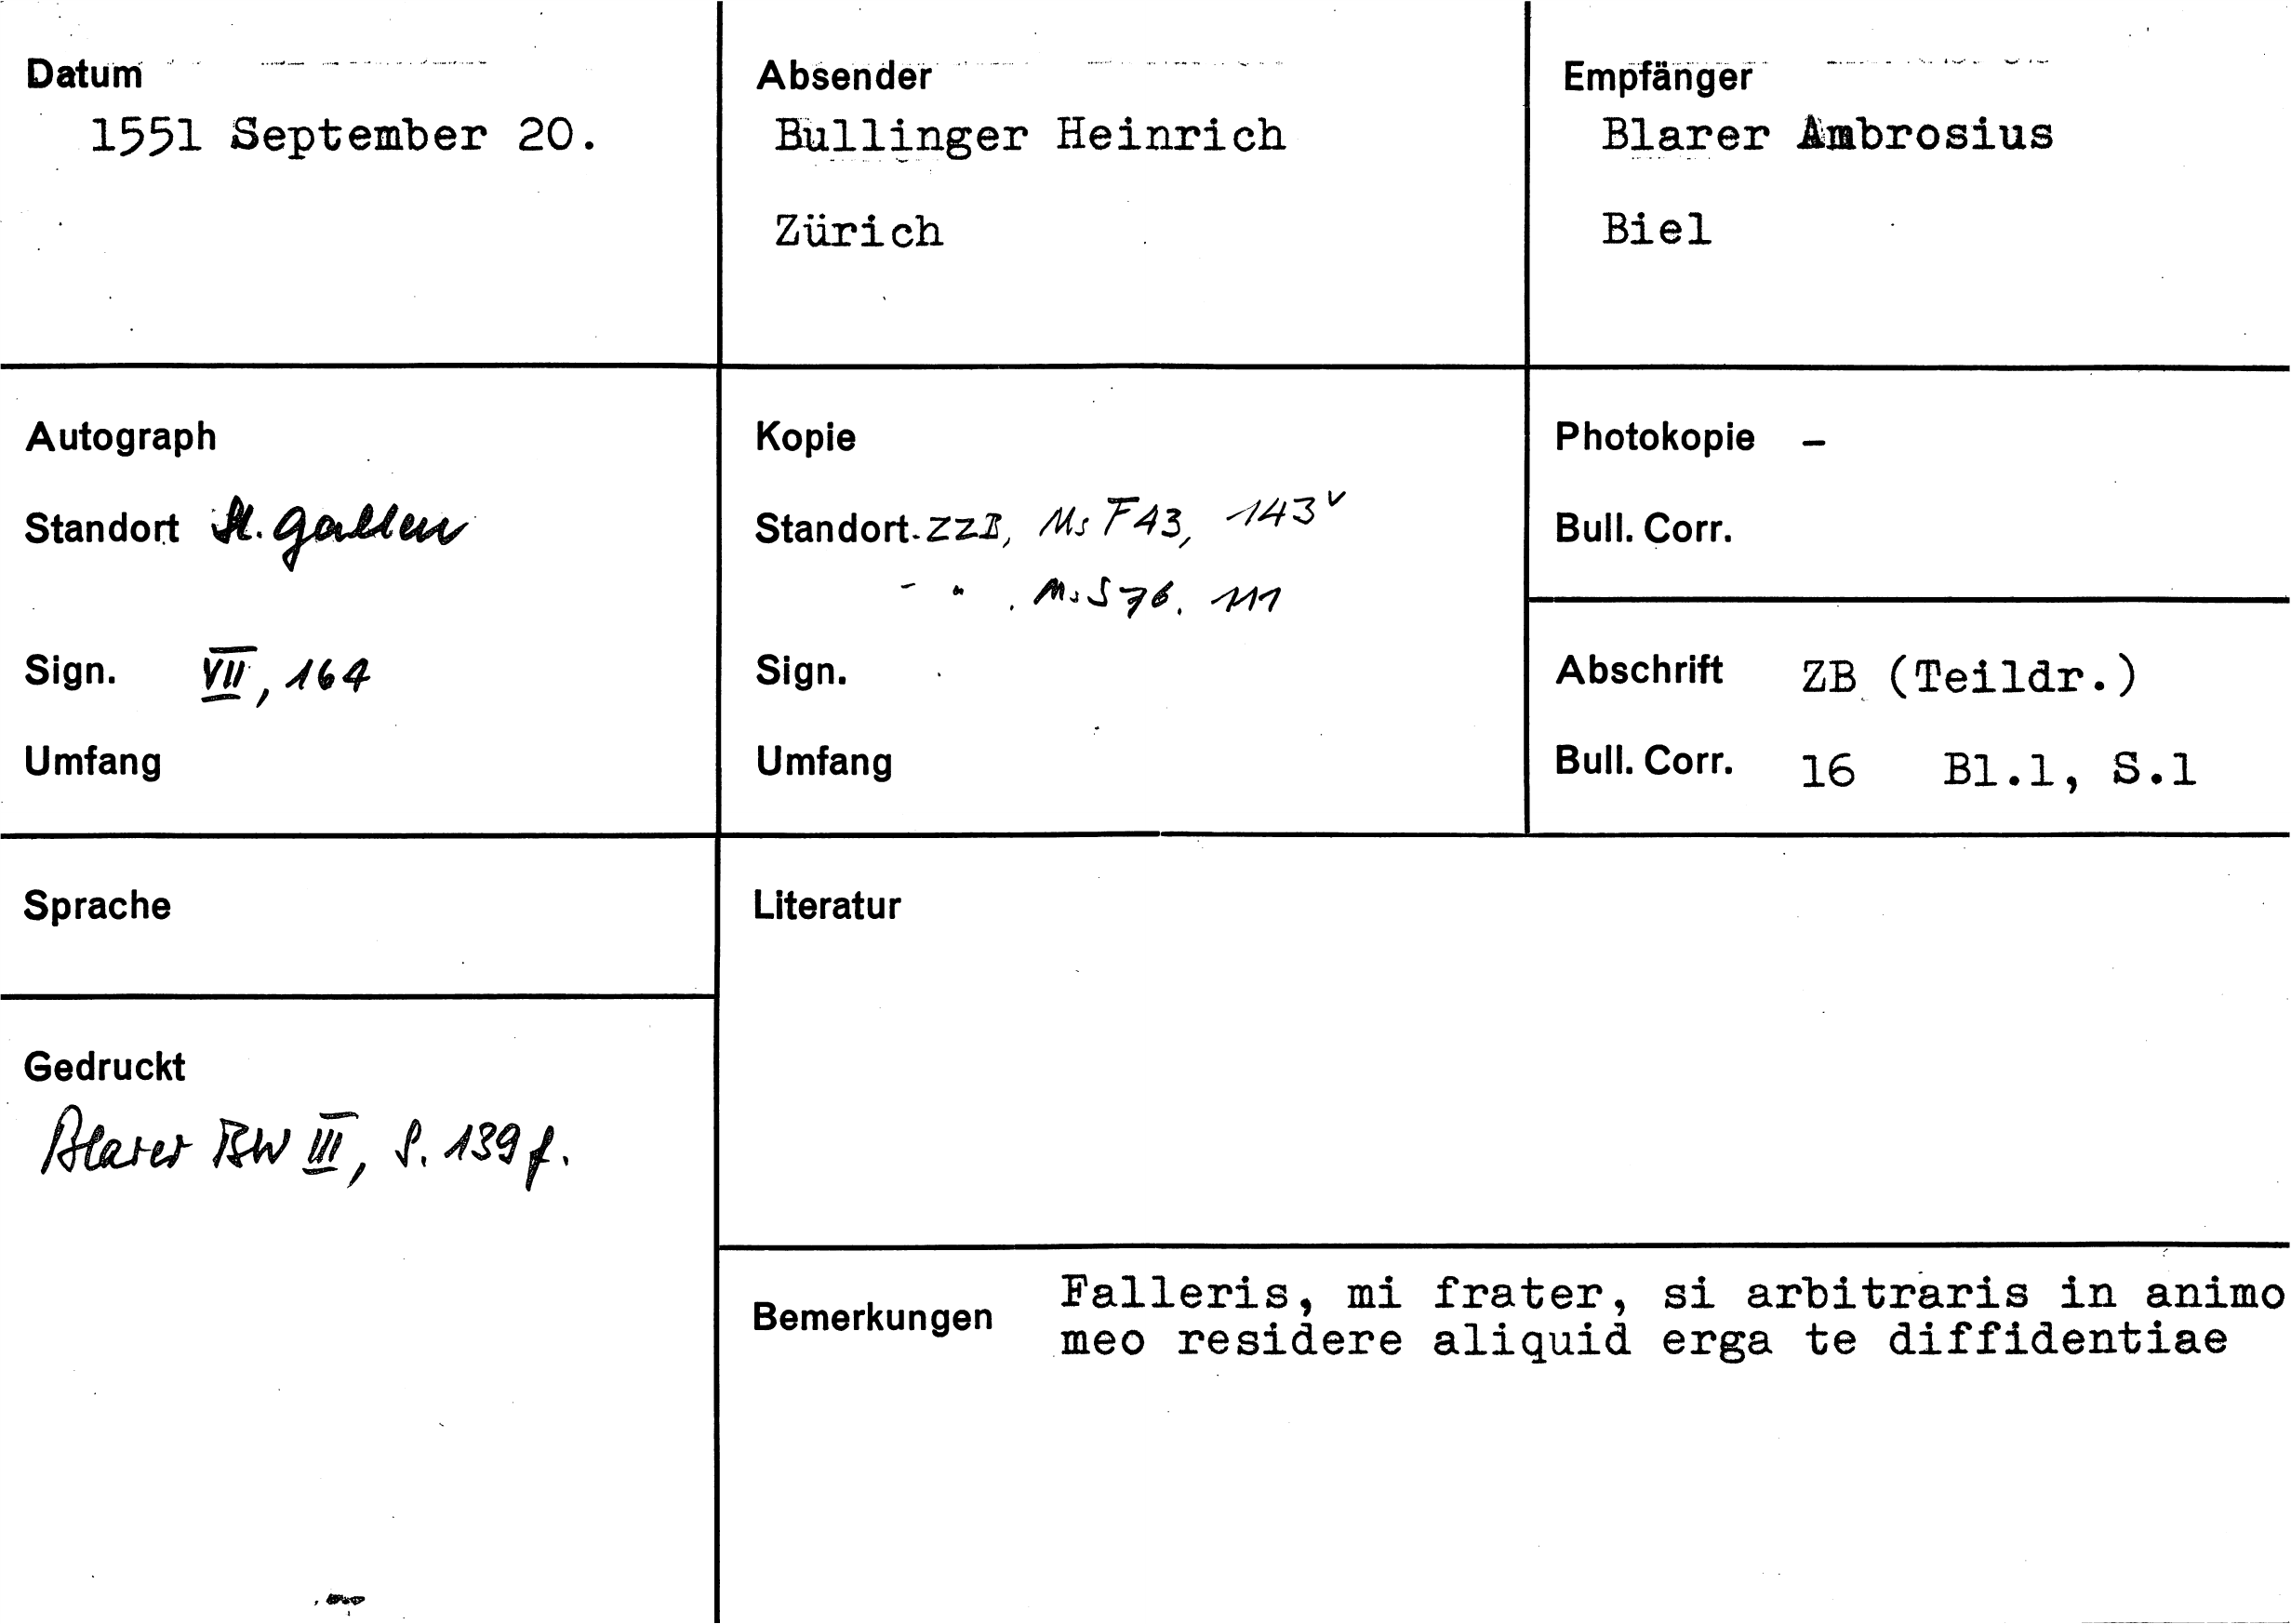 Datum
1551 September 20.
Absender
Bullinger Heinrich
Zürich
Empfänger
Blarer Ambrosius
Biel
Autograph
Standort St. Gallen
Sign. VII, 164
Umfang
Kopie
Standort ZZB, Ms F43, 143v
- " . Ms S 76. 111
Sign.
Umfang
Photokopie –
Bull. Corr.
Abschrift ZB (Teildr.)
Bull. Corr. 16 Bl.1, S.1
Sprache
Literatur
Gedruckt
Blarer BW III, S. 139 f.
Bemerkungen
Falleris, mi frater, si arbitraris in animo
meo residere aliquid erga te diffidentiae